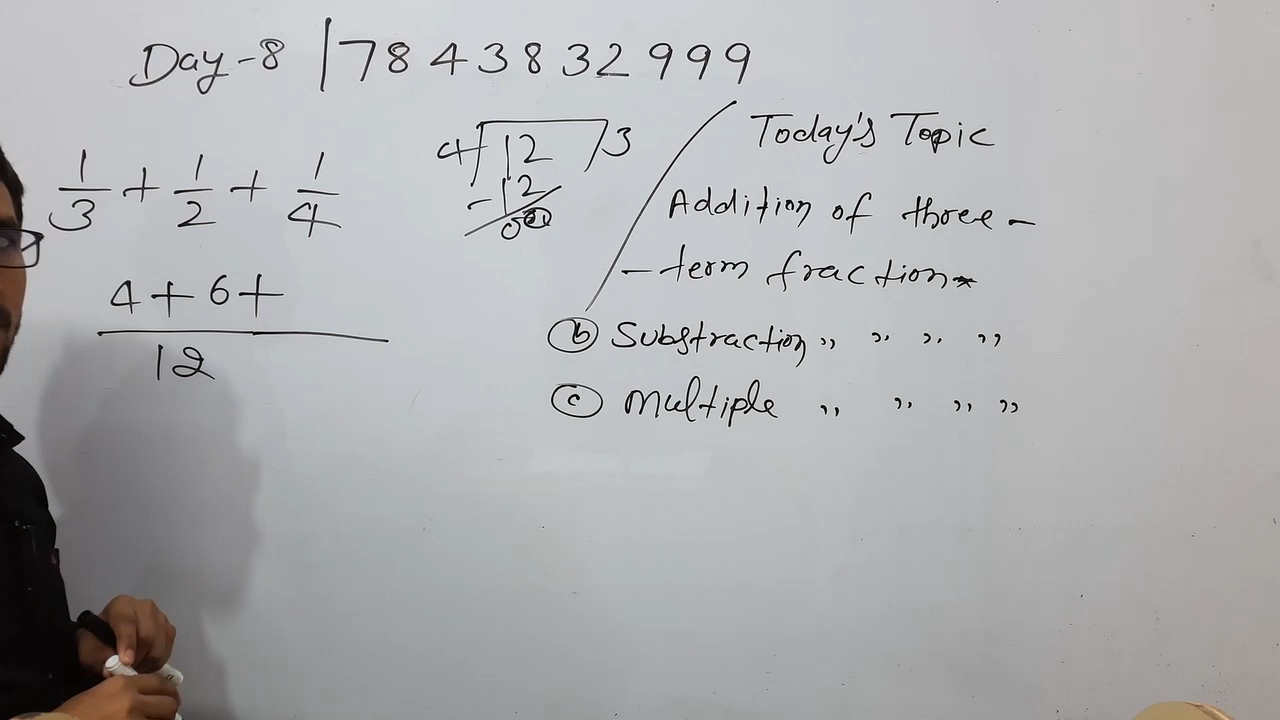 Day-8 | 7843832999
1/3 + 1/2 + 1/4
4 + 6 +
12
4 12 3
- 12
0
Today's Topic
Addition of three -
- term fraction
(b) Substraction ,, ,, ,, ,,
(c) multiple ,, ,, ,, ,,